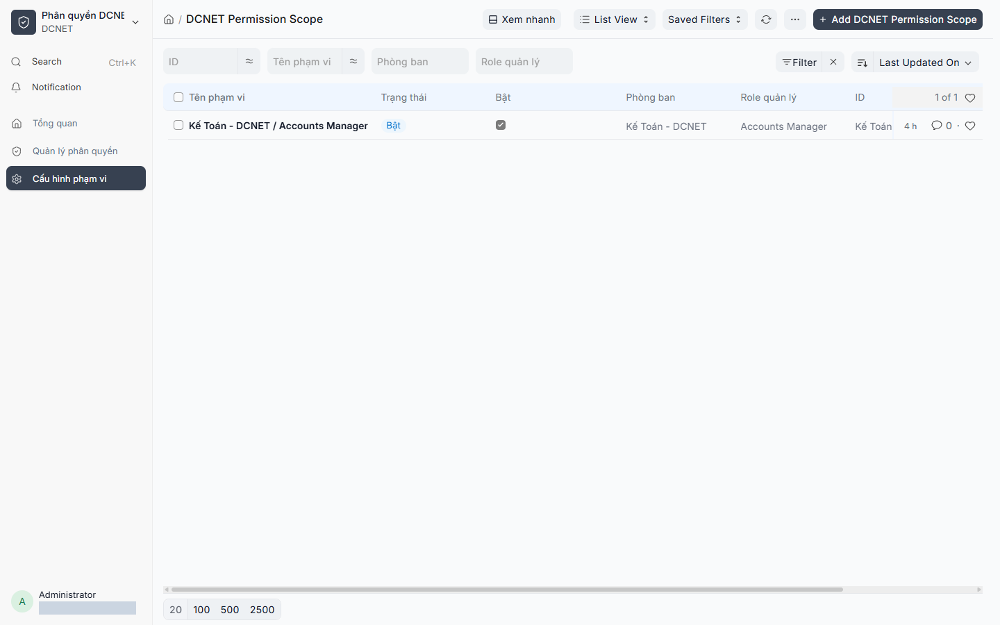 Phân quyền DCNE
DCNET
Search
Ctrl+K
Notification
Tổng quan
Quản lý phân quyền
Cấu hình phạm vi
Administrator
A
/ DCNET Permission Scope
Xem nhanh
List View
Saved Filters
+ Add DCNET Permission Scope
ID
≈
Tên phạm vi
≈
Phòng ban
Role quản lý
Filter
Last Updated On
Tên phạm vi
Trạng thái
Bật
Phòng ban
Role quản lý
ID
1 of 1
Kế Toán - DCNET / Accounts Manager
Bật
Kế Toán - DCNET
Accounts Manager
Kế Toán
4 h
0 ·
20
100
500
2500